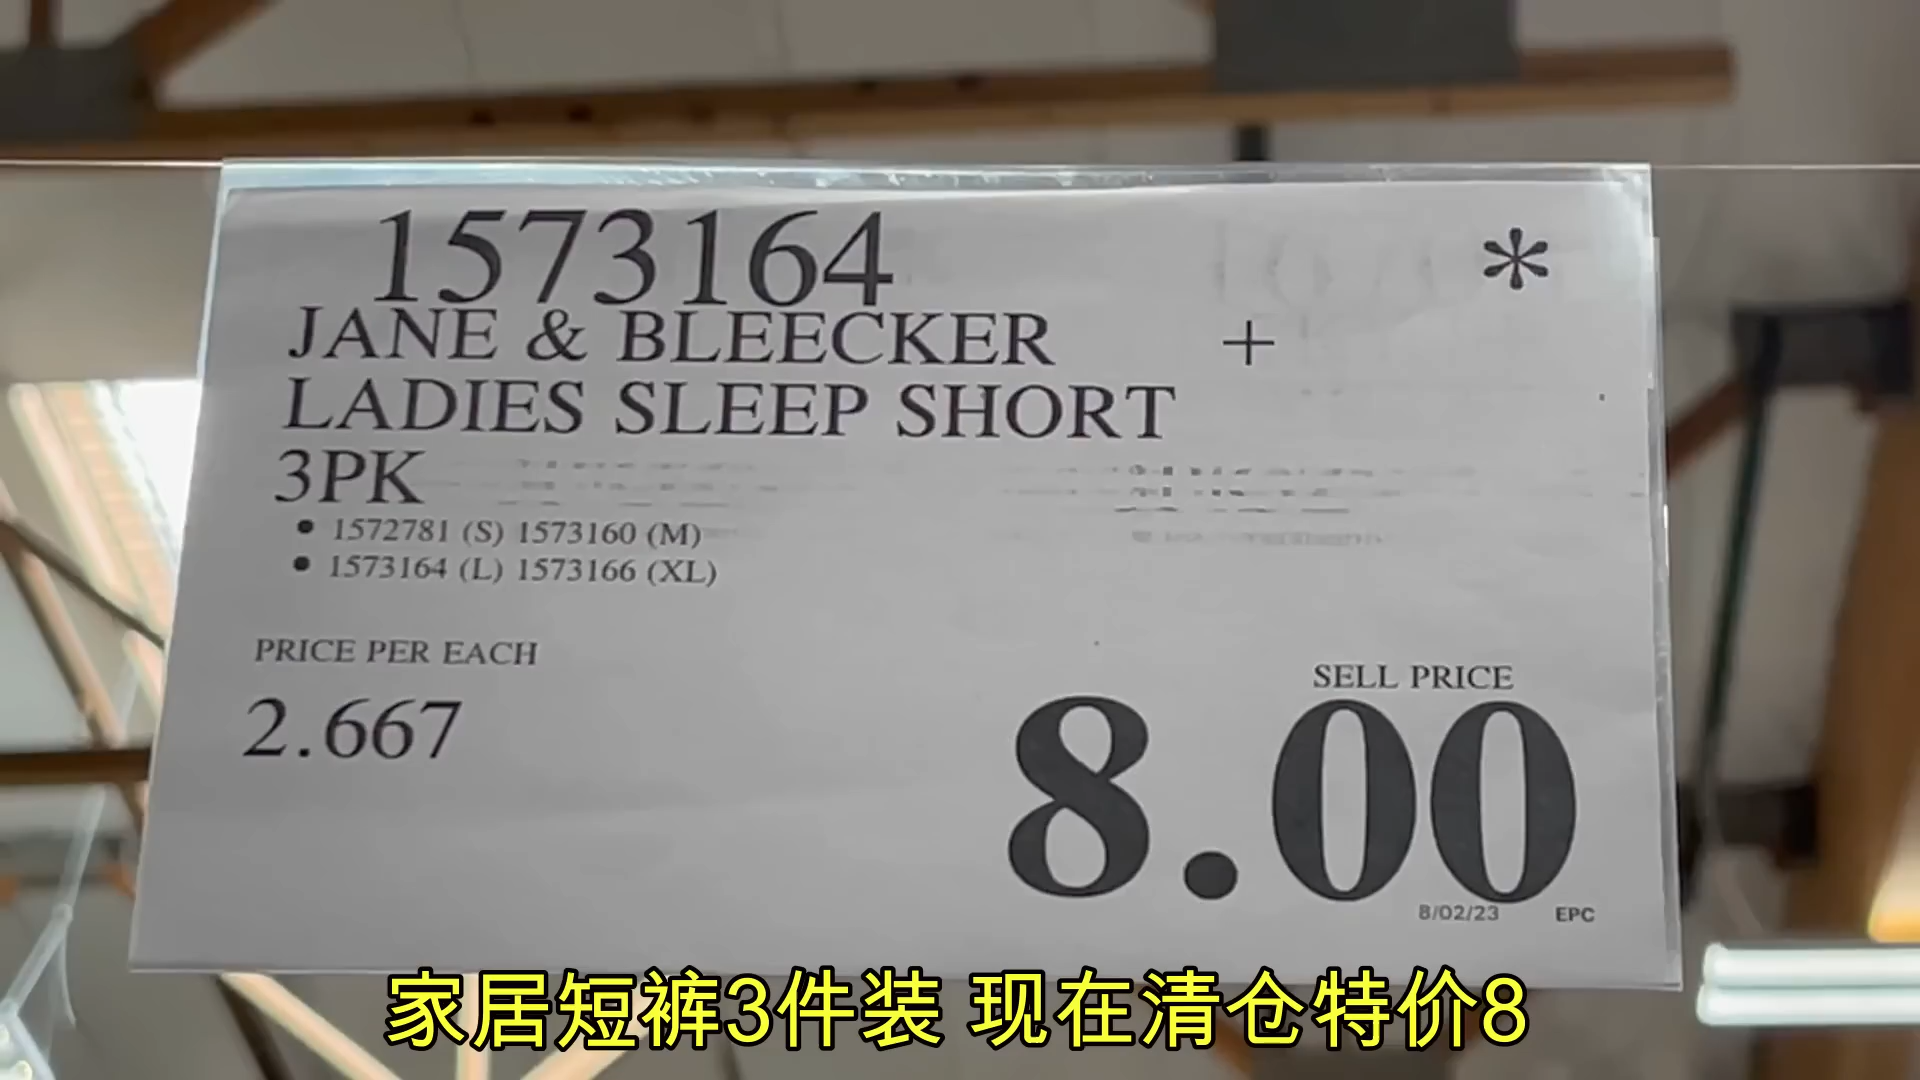 1573164
*
JANE & BLEECKER
+
LADIES SLEEP SHORT
3PK
• 1572781 (S) 1573160 (M)
• 1573164 (L) 1573166 (XL)
PRICE PER EACH
2.667
SELL PRICE
8.00
8/02/23 EPC
家居短裤3件装 现在清仓特价8